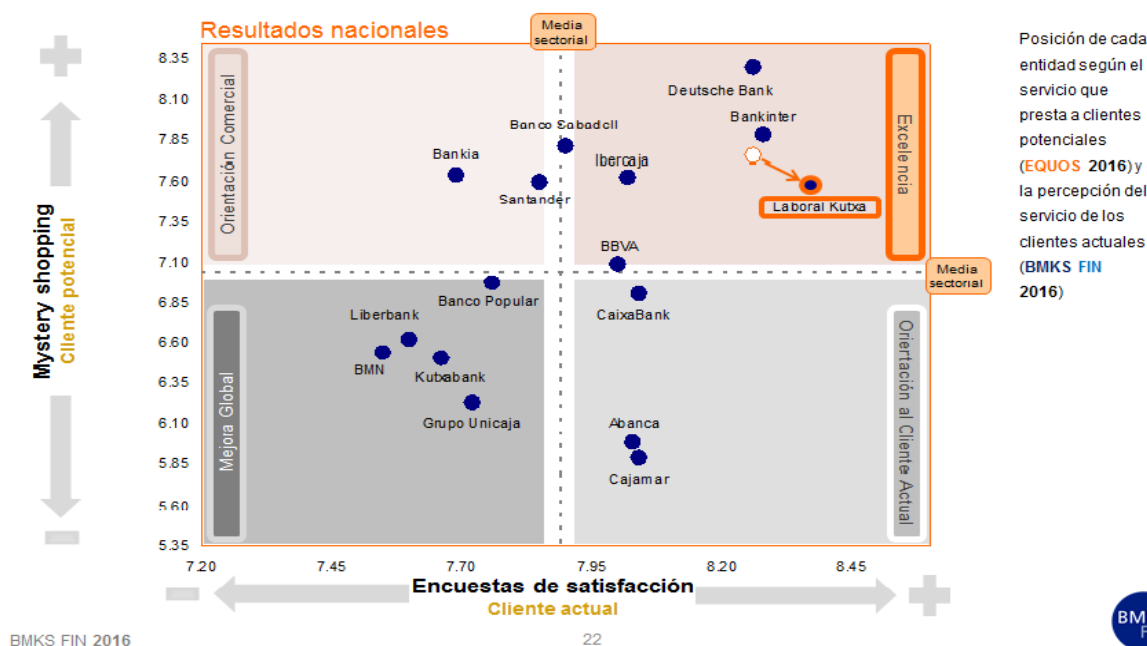 Resultados nacionales
Media
sectorial
8.35
8.10
7.85
7.60
7.35
7.10
6.85
6.60
6.35
6.10
5.85
5.60
5.35
Mystery shopping
Cliente potencial
Orientación Comercial
Excelencia
Mejora Global
Oriertación al Cliente Actual
Deutsche Bank
Bankinter
Banco Sabadell
Bankia
Ibercaja
Santander
Laboral Kutxa
BBVA
Media
sectorial
Banco Popular
CaixaBank
Liberbank
BMN
Kutxabank
Grupo Unicaja
Abanca
Cajamar
7.20
7.45
7.70
7.95
8.20
8.45
Encuestas de satisfacción
Cliente actual
Posición de cada
entidad según el
servicio que
presta a clientes
potenciales
(EQUOS 2016) y
la percepción del
servicio de los
clientes actuales
(BMKS FIN
2016)
BMKS FIN 2016
22
BM